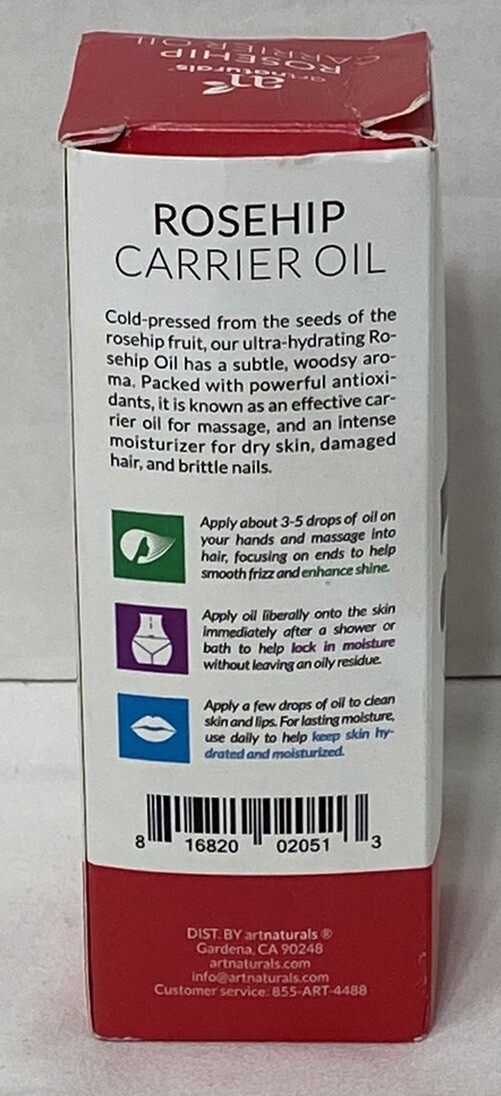 CARRIER OIL
ROSEHIP
artnaturals
an
ROSEHIP
CARRIER OIL
Cold-pressed from the seeds of the
rosehip fruit, our ultra-hydrating Ro-
sehip Oil has a subtle, woodsy aro-
ma. Packed with powerful antioxi-
dants, it is known as an effective car-
rier oil for massage, and an intense
moisturizer for dry skin, damaged
hair, and brittle nails.
Apply about 3-5 drops of oil on
your hands and massage into
hair, focusing on ends to help
smooth frizz and enhance shine.
Apply oil liberally onto the skin
immediately after a shower or
bath to help lock in moisture
without leaving an oily residue.
Apply a few drops of oil to clean
skin and lips. For lasting moisture,
use daily to help keep skin hy-
drated and moisturized.
8 16820 02051 3
DIST. BY artnaturals ®
Gardena, CA 90248
artnaturals.com
info@artnaturals.com
Customer service: 855-ART-4488